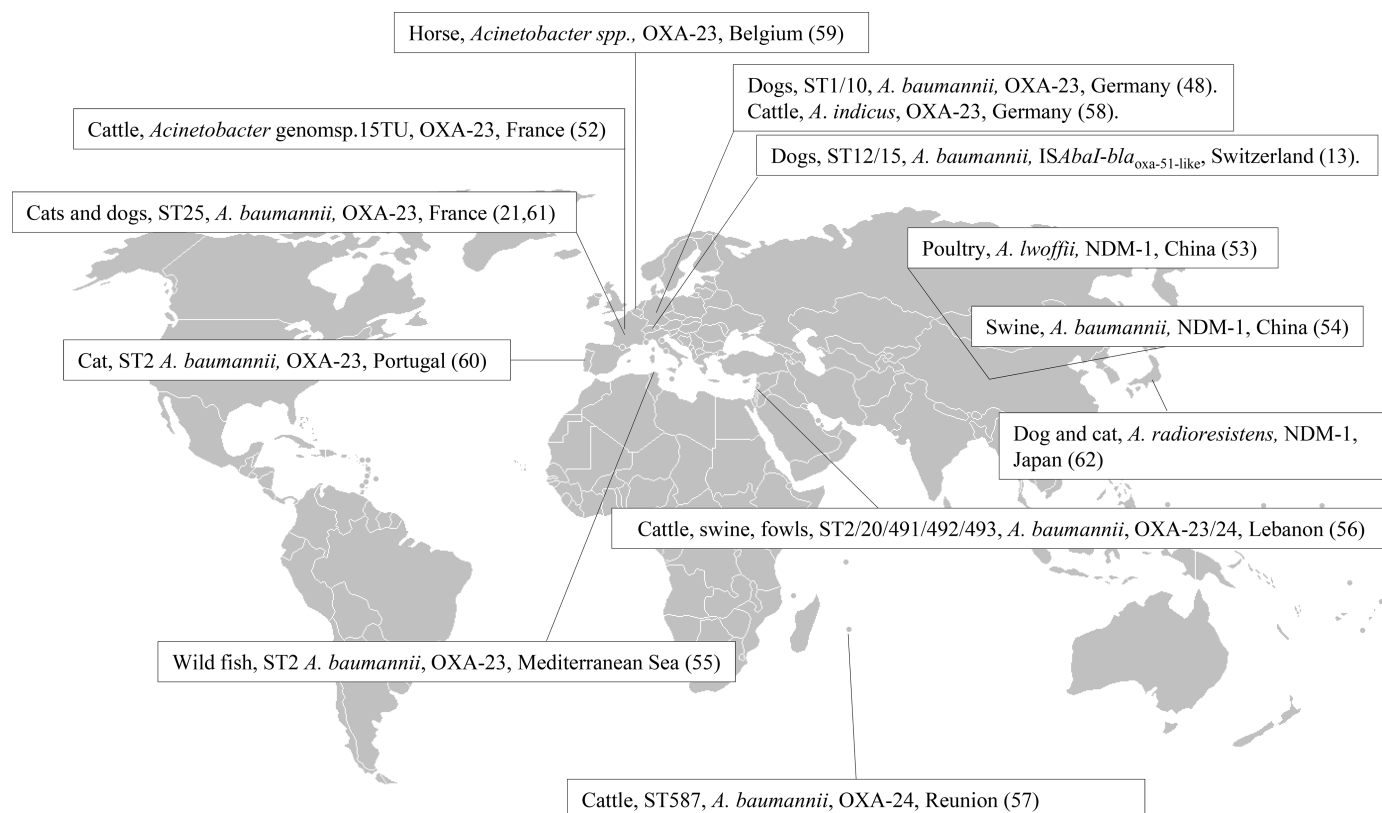 Horse, Acinetobacter spp., OXA-23, Belgium (59)
Dogs, ST1/10, A. baumannii, OXA-23, Germany (48).
Cattle, A. indicus, OXA-23, Germany (58).
Cattle, Acinetobacter genomsp.15TU, OXA-23, France (52)
Dogs, ST12/15, A. baumannii, ISAbaI-bla oxa-51-like, Switzerland (13).
Cats and dogs, ST25, A. baumannii, OXA-23, France (21,61)
Poultry, A. lwoffii, NDM-1, China (53)
Swine, A. baumannii, NDM-1, China (54)
Cat, ST2 A. baumannii, OXA-23, Portugal (60)
Dog and cat, A. radioresistens, NDM-1,
Japan (62)
Cattle, swine, fowls, ST2/20/491/492/493, A. baumannii, OXA-23/24, Lebanon (56)
Wild fish, ST2 A. baumannii, OXA-23, Mediterranean Sea (55)
Cattle, ST587, A. baumannii, OXA-24, Reunion (57)